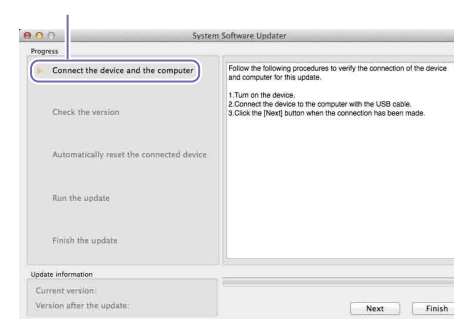 System Software Updater
Progress
Connect the device and the computer
Check the version
Automatically reset the connected device
Run the update
Finish the update
Follow the following procedures to verify the connection of the device
and computer for this update.
1.Turn on the device.
2.Connect the device to the computer with the USB cable.
3.Click the [Next] button when the connection has been made.
Update information
Current version:
Version after the update:
Next
Finish